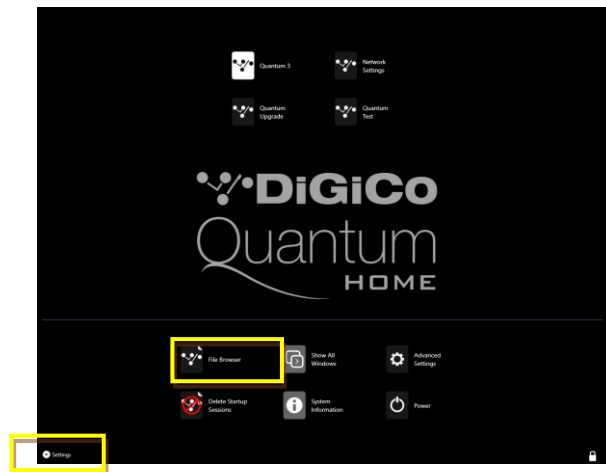 Quantum 3
Network
Settings
Quantum
Upgrade
Quantum
Test
DiGiCo
Quantum
HOME
File Browser
Show All
Windows
Advanced
Settings
Delete Startup
Sessions
System
Information
Power
Settings